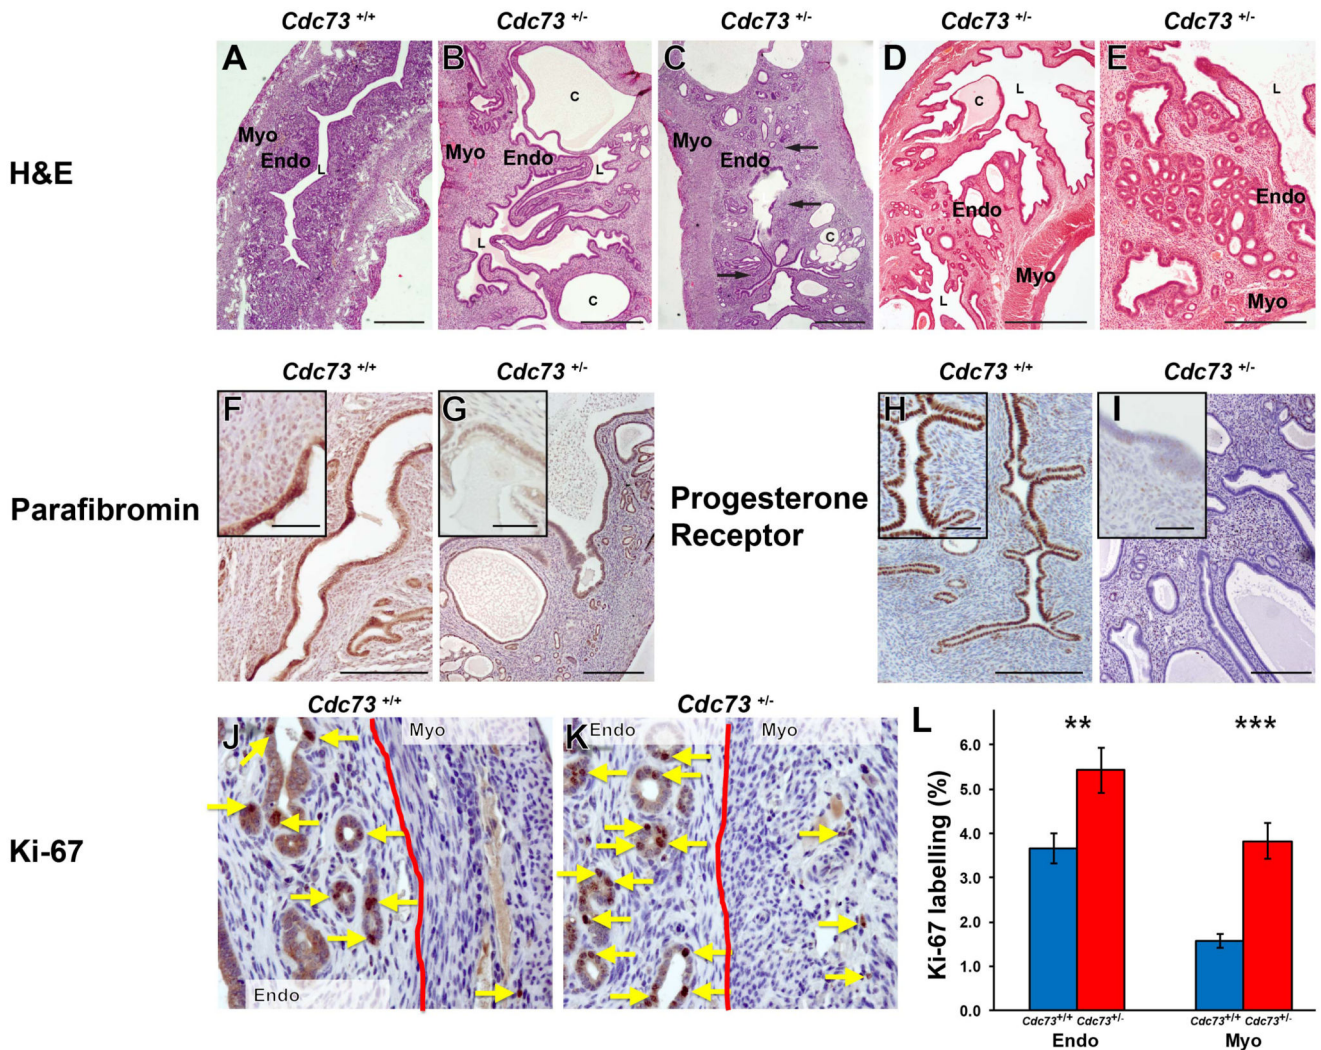 Cdc73 +/+
Cdc73 +/-
Cdc73 +/-
Cdc73 +/-
Cdc73 +/-
H&E
A
Myo
Endo
L
B
C
Myo
Endo
L
L
C
C
Myo
Endo
C
D
C
L
Endo
Myo
L
E
L
Endo
Myo
Cdc73 +/+
Cdc73 +/-
Cdc73 +/+
Cdc73 +/-
Parafibromin
F
G
Progesterone
Receptor
H
I
Cdc73 +/+
Cdc73 +/-
Ki-67
J
Myo
Endo
K
Endo
Myo
L
Ki-67 labelling (%)
6.0
5.0
4.0
3.0
2.0
1.0
0.0
**
***
Cdc73+/+ Cdc73+/-
Cdc73+/+ Cdc73+/-
Endo
Myo